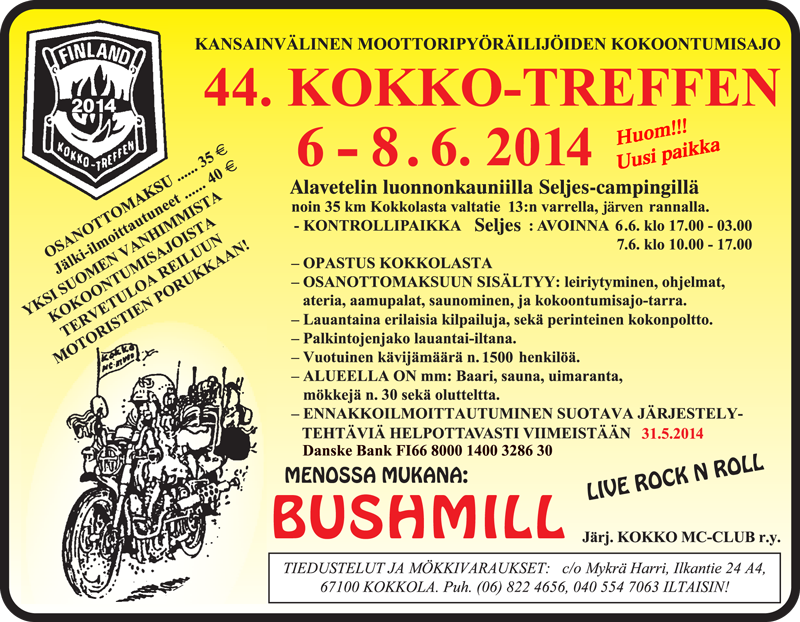 FINLAND
2014
KOKKO-TREFFEN
KANSAINVÄLINEN MOOTTORIPYÖRÄILIJÖIDEN KOKOONTUMISAJO
44. KOKKO-TREFFEN
6 - 8. 6. 2014
Huom!!!
Uusi paikka
OSANOTTOMAKSU ...... 35 €
Jälki-ilmoittautuneet ...... 40 €
YKSI SUOMEN VANHIMMISTA
KOKOONTUMISAJOISTA
TERVETULOA REILUUN
MOTORISTIEN PORUKKAAN!
Alavetelin luonnonkauniilla Seljes-campingillä
noin 35 km Kokkolasta valtatie 13:n varrella, järven rannalla.
- KONTROLLIPAIKKA Seljes : AVOINNA 6.6. klo 17.00 - 03.00
7.6. klo 10.00 - 17.00
– OPASTUS KOKKOLASTA
– OSANOTTOMAKSUUN SISÄLTYY: leiriytyminen, ohjelmat,
ateria, aamupalat, saunominen, ja kokoontumisajo-tarra.
– Lauantaina erilaisia kilpailuja, sekä perinteinen kokonpoltto.
– Palkintojenjako lauantai-iltana.
– Vuotuinen kävijämäärä n. 1500 henkilöä.
– ALUEELLA ON mm: Baari, sauna, uimaranta,
mökkejä n. 30 sekä olutteltta.
– ENNAKKOILMOITTAUTUMINEN SUOTAVA JÄRJESTELY-
TEHTÄVIÄ HELPOTTAVASTI VIIMEISTÄÄN 31.5.2014
Danske Bank FI66 8000 1400 3286 30
KOKKO
MC-CLUB
MENOSSA MUKANA:
BUSHMILL
LIVE ROCK N ROLL
Järj. KOKKO MC-CLUB r.y.
TIEDUSTELUT JA MÖKKIVARAUKSET: c/o Mykrä Harri, Ilkantie 24 A4,
67100 KOKKOLA. Puh. (06) 822 4656, 040 554 7063 ILTAISIN!